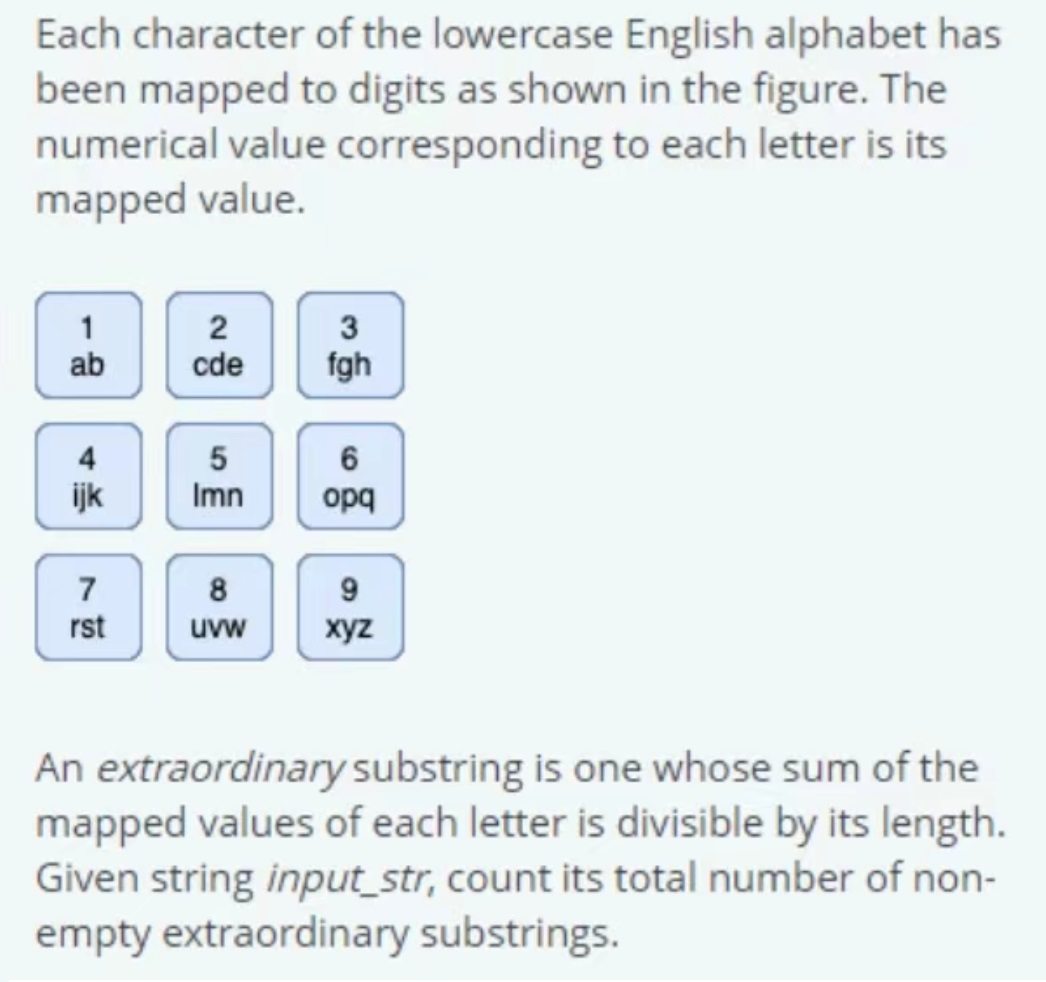 Each character of the lowercase English alphabet has
been mapped to digits as shown in the figure. The
numerical value corresponding to each letter is its
mapped value.
1
ab
2
cde
3
fgh
4
ijk
5
lmn
6
opq
7
rst
8
uvw
9
xyz
An extraordinary substring is one whose sum of the
mapped values of each letter is divisible by its length.
Given string input_str, count its total number of non-
empty extraordinary substrings.